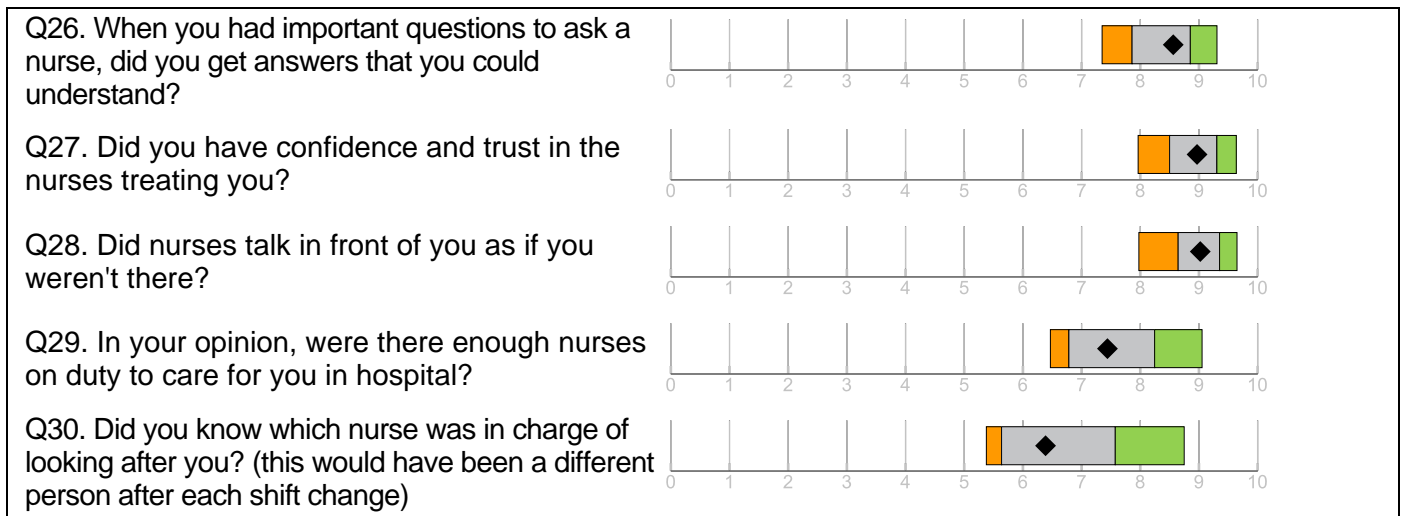 Q26. When you had important questions to ask a
nurse, did you get answers that you could
understand?
0 1 2 3 4 5 6 7 8 9 10
Q27. Did you have confidence and trust in the
nurses treating you?
0 1 2 3 4 5 6 7 8 9 10
Q28. Did nurses talk in front of you as if you
weren't there?
0 1 2 3 4 5 6 7 8 9 10
Q29. In your opinion, were there enough nurses
on duty to care for you in hospital?
0 1 2 3 4 5 6 7 8 9 10
Q30. Did you know which nurse was in charge of
looking after you? (this would have been a different
person after each shift change)
0 1 2 3 4 5 6 7 8 9 10